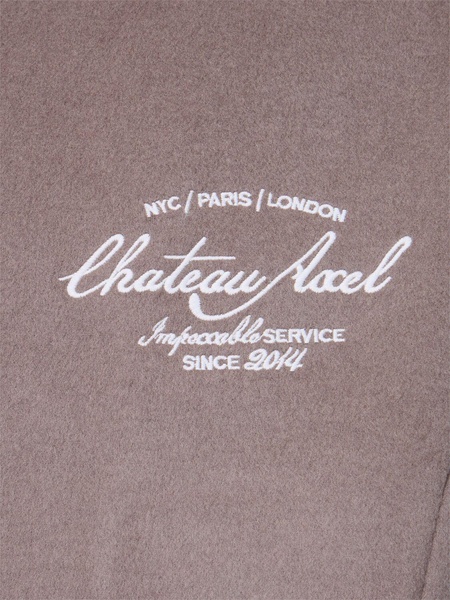 NYC / PARIS / LONDON
Chateau Axel
Impeccable SERVICE
SINCE 2014